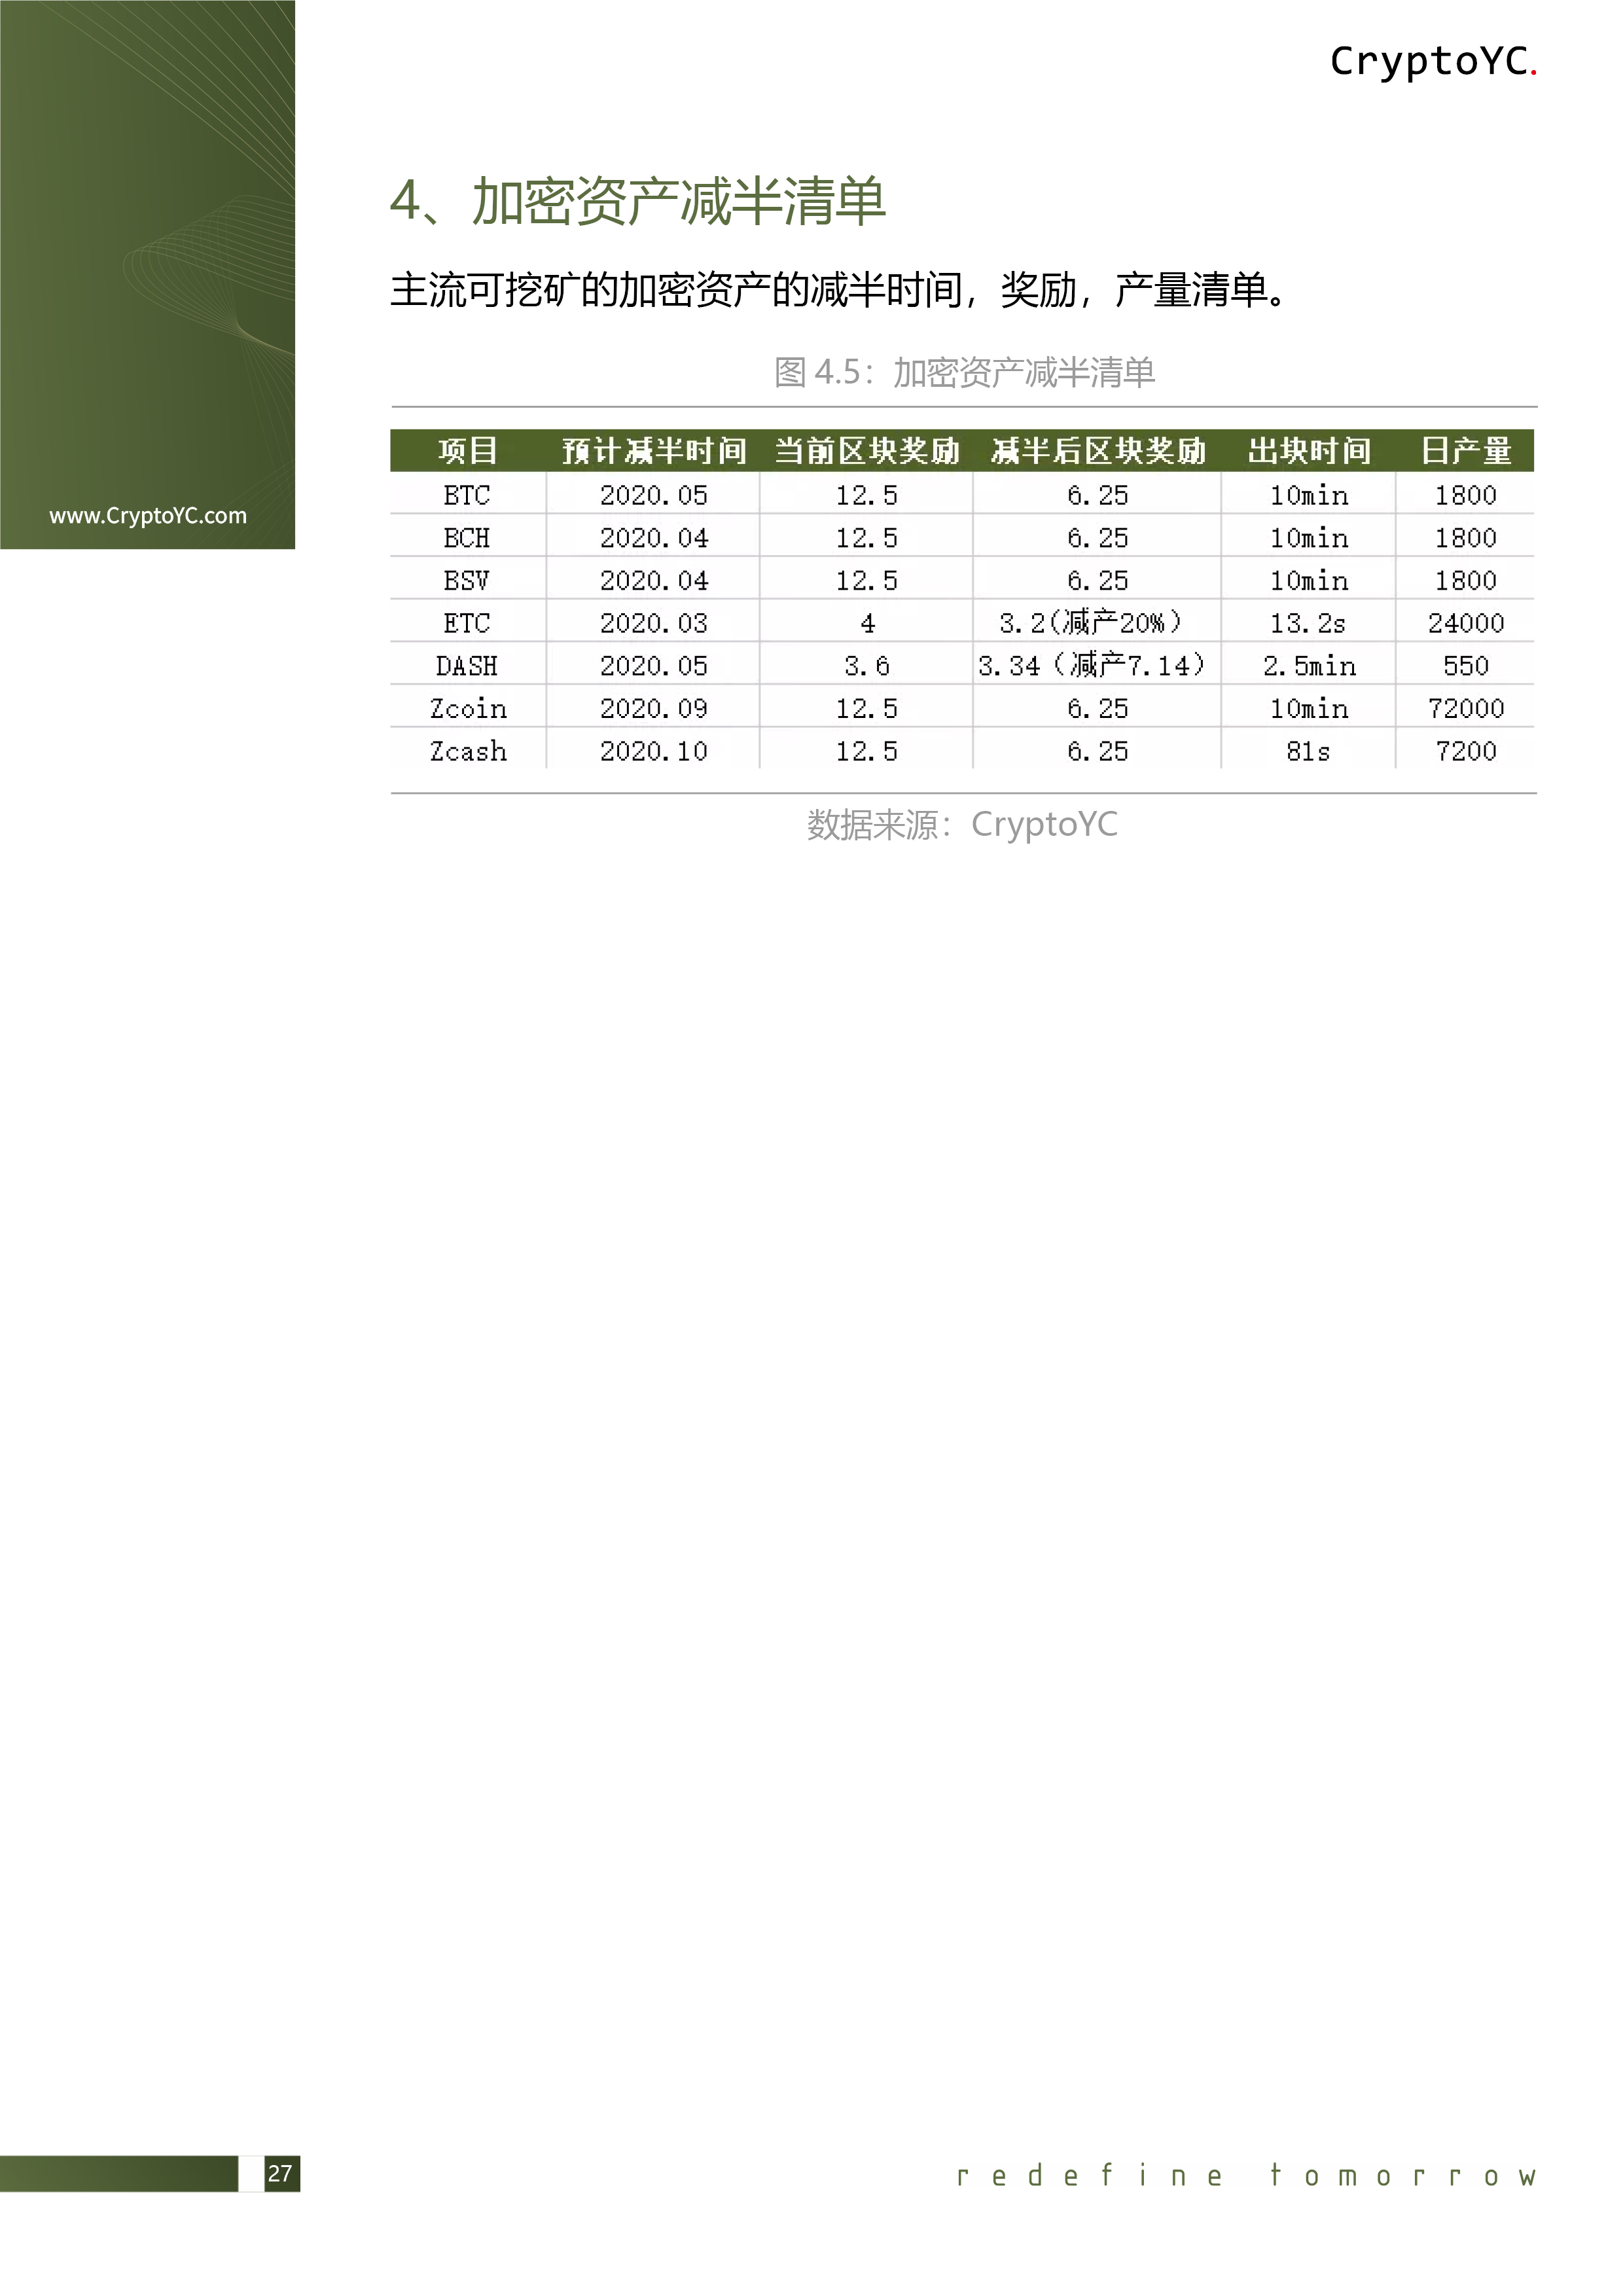 CryptoYC.
www.CryptoYC.com
4、加密资产减半清单
主流可挖矿的加密资产的减半时间，奖励，产量清单。
图 4.5：加密资产减半清单
项目 预计减半时间 当前区块奖励 减半后区块奖励 出块时间 日产量
BTC 2020.05 12.5 6.25 10min 1800
BCH 2020.04 12.5 6.25 10min 1800
BSV 2020.04 12.5 6.25 10min 1800
ETC 2020.03 4 3.2(减产20%） 13.2s 24000
DASH 2020.05 3.6 3.34（减产7.14） 2.5min 550
Zcoin 2020.09 12.5 6.25 10min 72000
Zcash 2020.10 12.5 6.25 81s 7200
数据来源：CryptoYC
27
redefine tomorrow